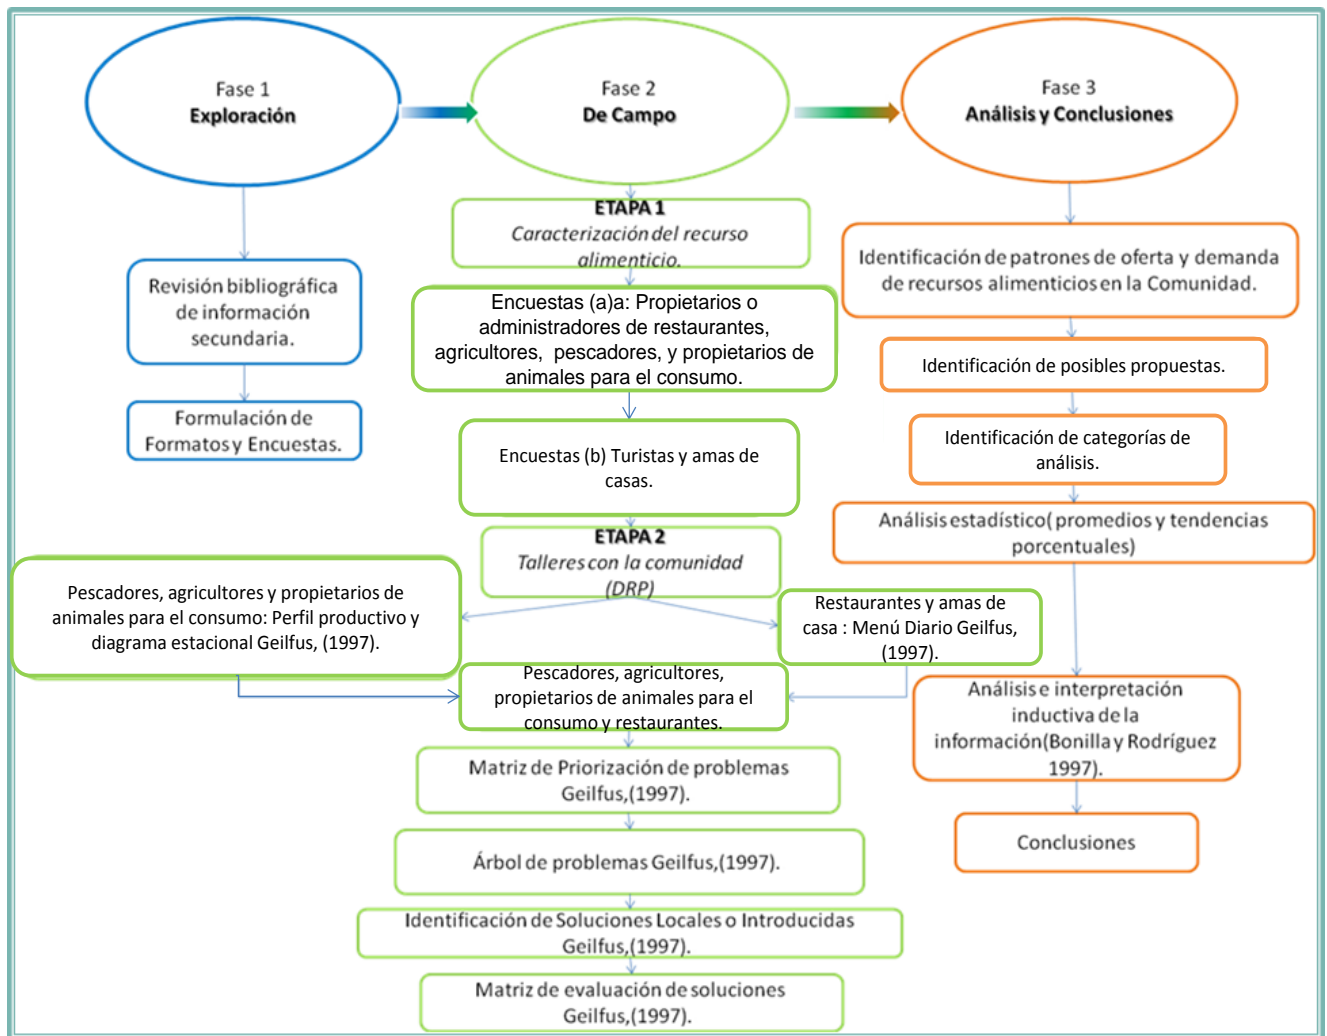 Fase 1
Exploración
Revisión bibliográfica
de información
secundaria.
Formulación de
Formatos y Encuestas.
Fase 2
De Campo
ETAPA 1
Caracterización del recurso
alimenticio.
Encuestas (a)a: Propietarios o
administradores de restaurantes,
agricultores, pescadores, y propietarios de
animales para el consumo.
Encuestas (b) Turistas y amas de
casas.
ETAPA 2
Talleres con la comunidad
(DRP)
Pescadores, agricultores y propietarios de
animales para el consumo: Perfil productivo y
diagrama estacional Geilfus, (1997).
Restaurantes y amas de
casa : Menú Diario Geilfus,
(1997).
Pescadores, agricultores,
propietarios de animales para el
consumo y restaurantes.
Matriz de Priorización de problemas
Geilfus,(1997).
Árbol de problemas Geilfus,(1997).
Identificación de Soluciones Locales o Introducidas
Geilfus,(1997).
Matriz de evaluación de soluciones
Geilfus,(1997).
Fase 3
Análisis y Conclusiones
Identificación de patrones de oferta y demanda
de recursos alimenticios en la Comunidad.
Identificación de posibles propuestas.
Identificación de categorías de
análisis.
Análisis estadístico( promedios y tendencias
porcentuales)
Análisis e interpretación
inductiva de la
información(Bonilla y Rodríguez
1997).
Conclusiones